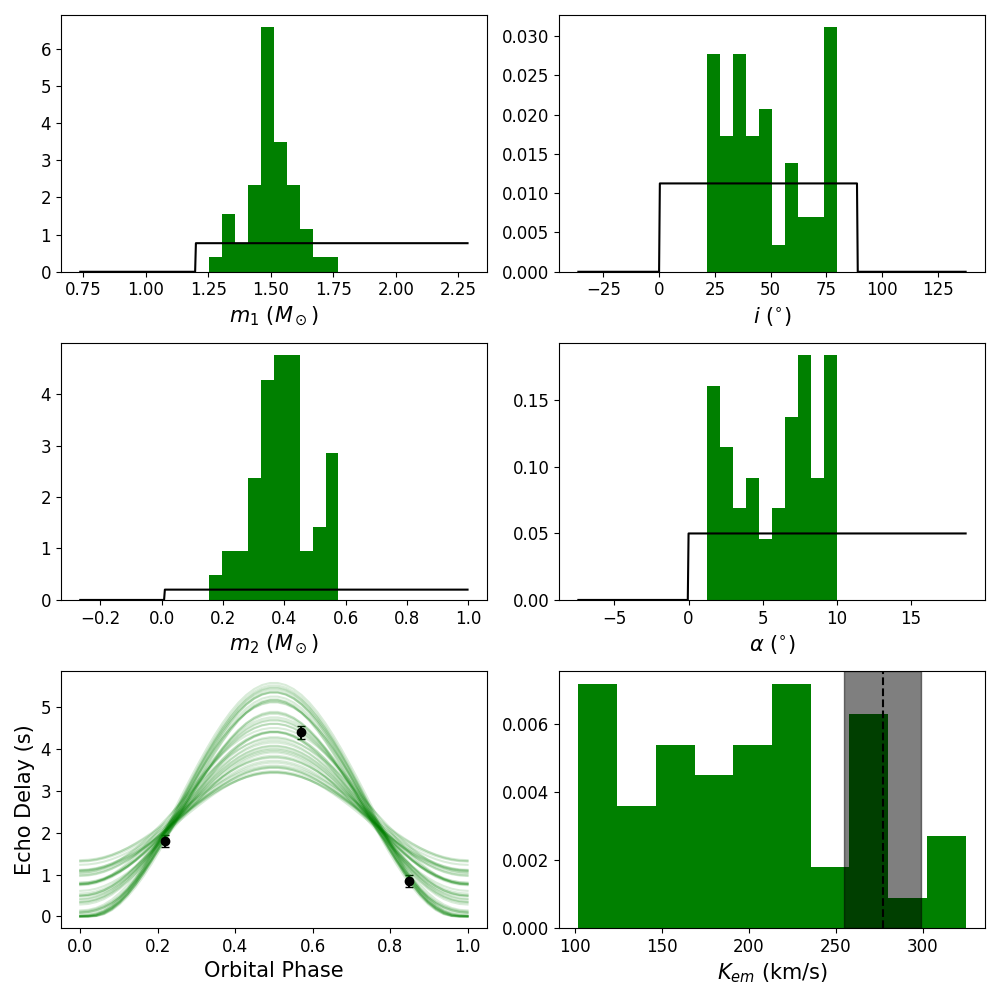 6
5
4
3
2
1
0
0.75 1.00 1.25 1.50 1.75 2.00 2.25
m₁ (M⊙)
0.030
0.025
0.020
0.015
0.010
0.005
0.000
−25 0 25 50 75 100 125
i (°)
4
3
2
1
0
−0.2 0.0 0.2 0.4 0.6 0.8 1.0
m₂ (M⊙)
0.15
0.10
0.05
0.00
−5 0 5 10 15
α (°)
Echo Delay (s)
5
4
3
2
1
0
0.0 0.2 0.4 0.6 0.8 1.0
Orbital Phase
0.006
0.004
0.002
0.000
100 150 200 250 300
Kₑₘ (km/s)